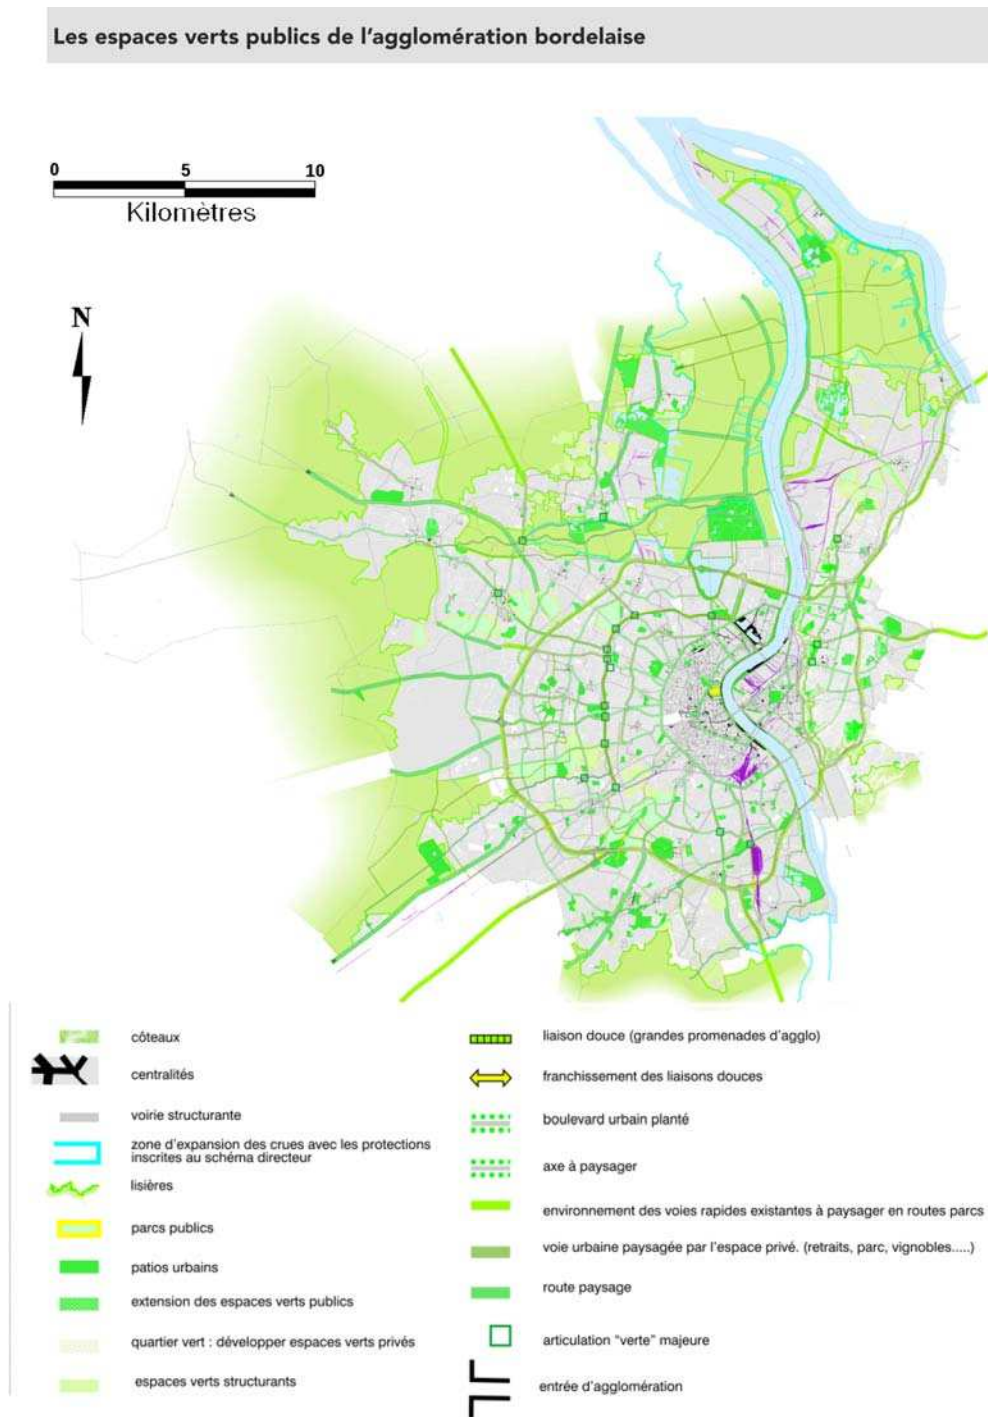 Les espaces verts publics de l'agglomération bordelaise
0 5 10
Kilomètres
N
côteaux
centralités
voirie structurante
zone d'expansion des crues avec les protections
inscrites au schéma directeur
lisières
parcs publics
patios urbains
extension des espaces verts publics
quartier vert : développer espaces verts privés
espaces verts structurants
liaison douce (grandes promenades d'agglo)
franchissement des liaisons douces
boulevard urbain planté
axe à paysager
environnement des voies rapides existantes à paysager en routes parcs
voie urbaine paysagée par l'espace privé. (retraits, parc, vignobles.....)
route paysage
articulation "verte" majeure
entrée d'agglomération